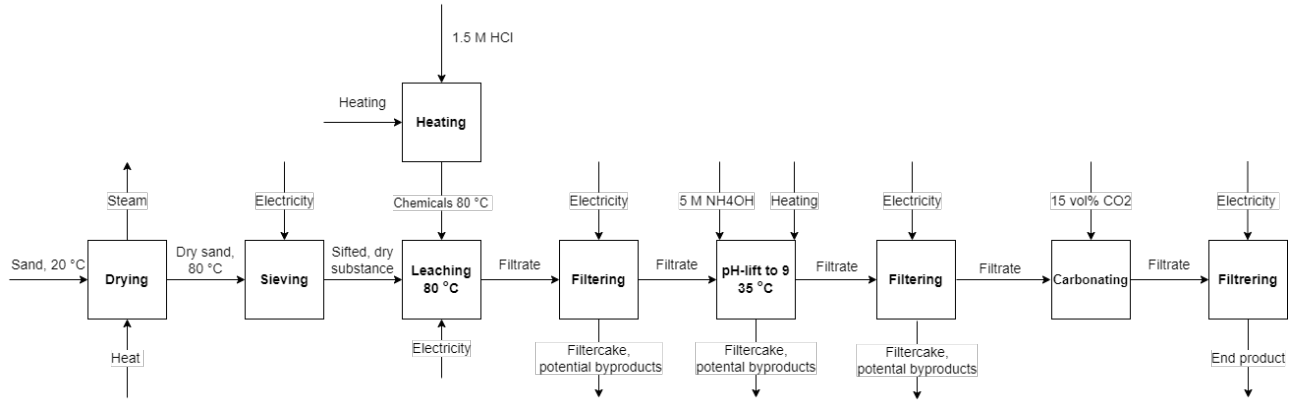 1.5 M HCl
Heating
Heating
Steam
Electricity
Chemicals 80 °C
Electricity
5 M NH4OH
Heating
Electricity
15 vol% CO2
Electricity
Sand, 20 °C
Drying
Dry sand,
80 °C
Sieving
Sifted, dry
substance
Leaching
80 °C
Filtrate
Filtering
Filtrate
pH-lift to 9
35 °C
Filtrate
Filtering
Filtrate
Carbonating
Filtrate
Filtrering
Heat
Electricity
Filtercake,
potential byproducts
Filtercake,
potential byproducts
Filtercake,
potental byproducts
End product